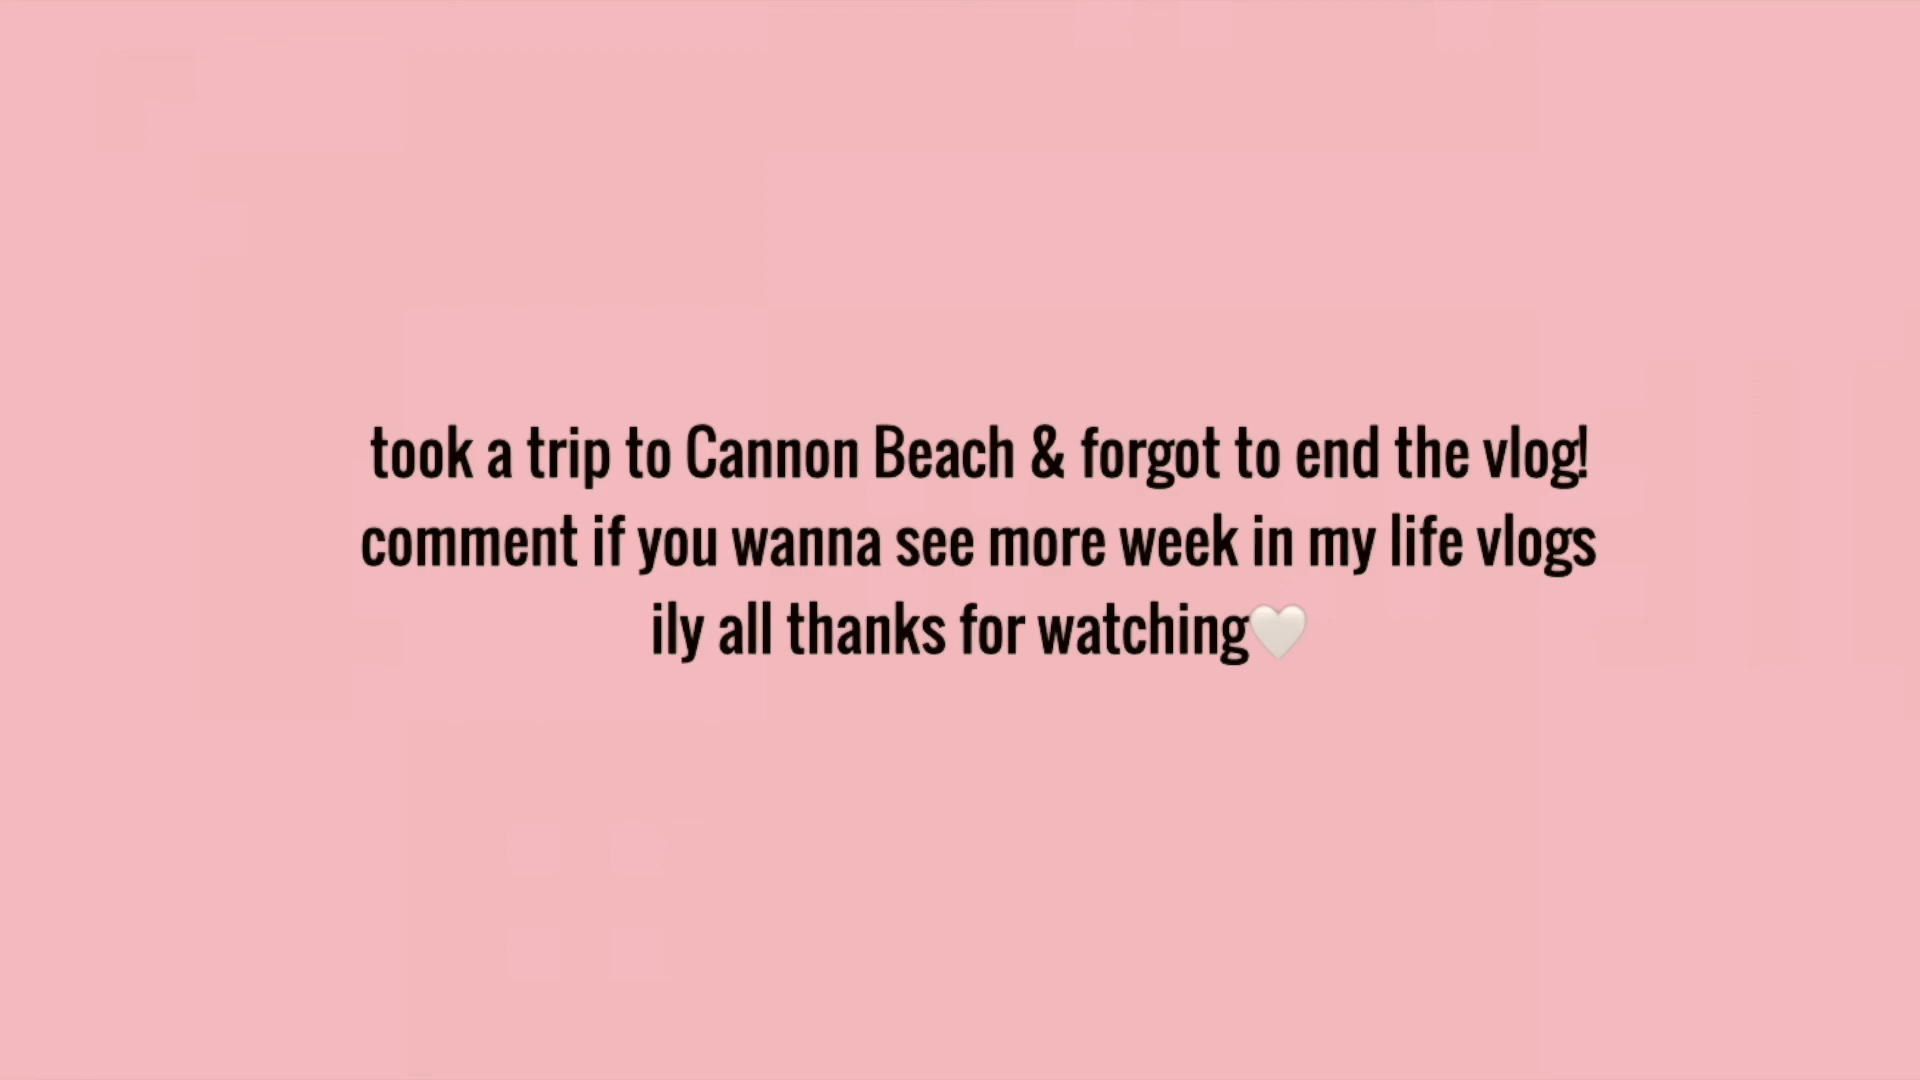 took a trip to Cannon Beach & forgot to end the vlog!
comment if you wanna see more week in my life vlogs
ily all thanks for watching🤍